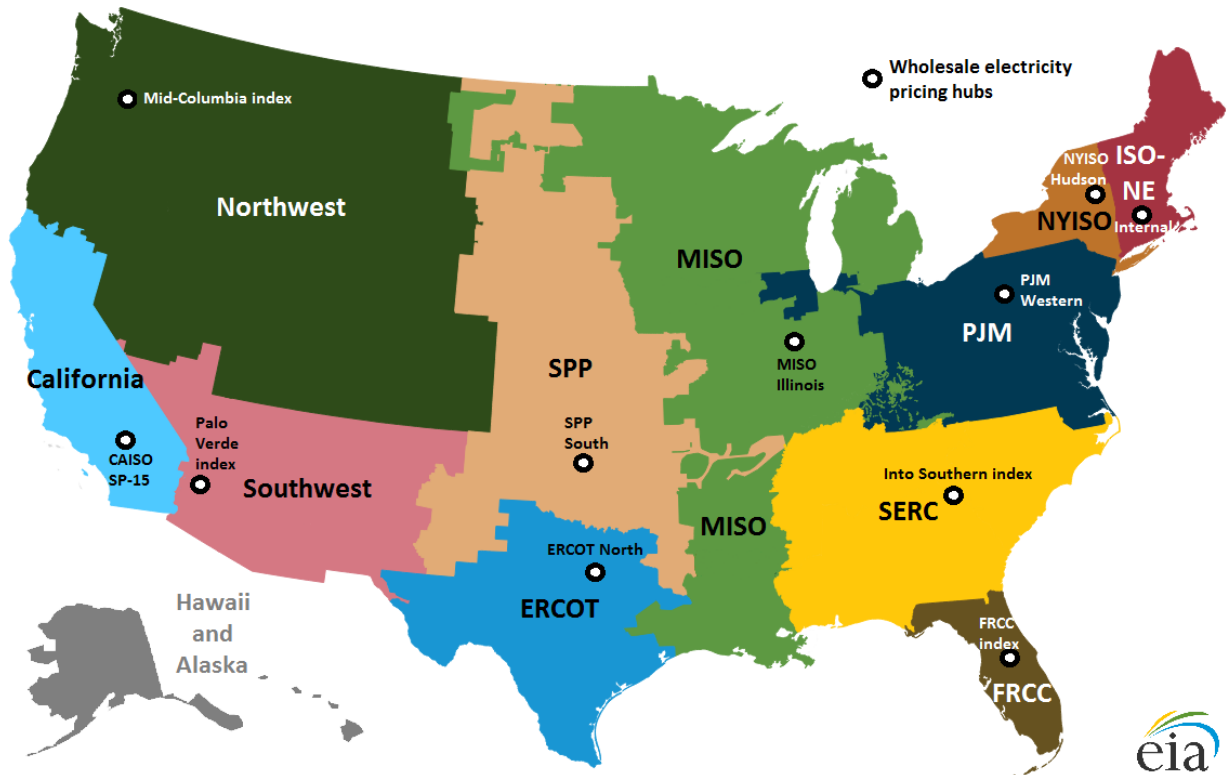 Wholesale electricity
pricing hubs
Mid-Columbia index
Northwest
NYISO
Hudson
ISO-
NE
NYISO
Internal
MISO
PJM
Western
PJM
MISO
Illinois
SPP
California
SPP
South
Palo
Verde
index
CAISO
SP-15
Southwest
Into Southern index
SERC
MISO
ERCOT North
ERCOT
FRCC
index
FRCC
Hawaii
and
Alaska
eia